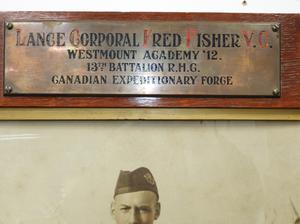 LANCE CORPORAL FRED FISHER V.C.
WESTMOUNT ACADEMY '12.
13TH BATTALION R.H.C.
CANADIAN EXPEDITIONARY FORCE